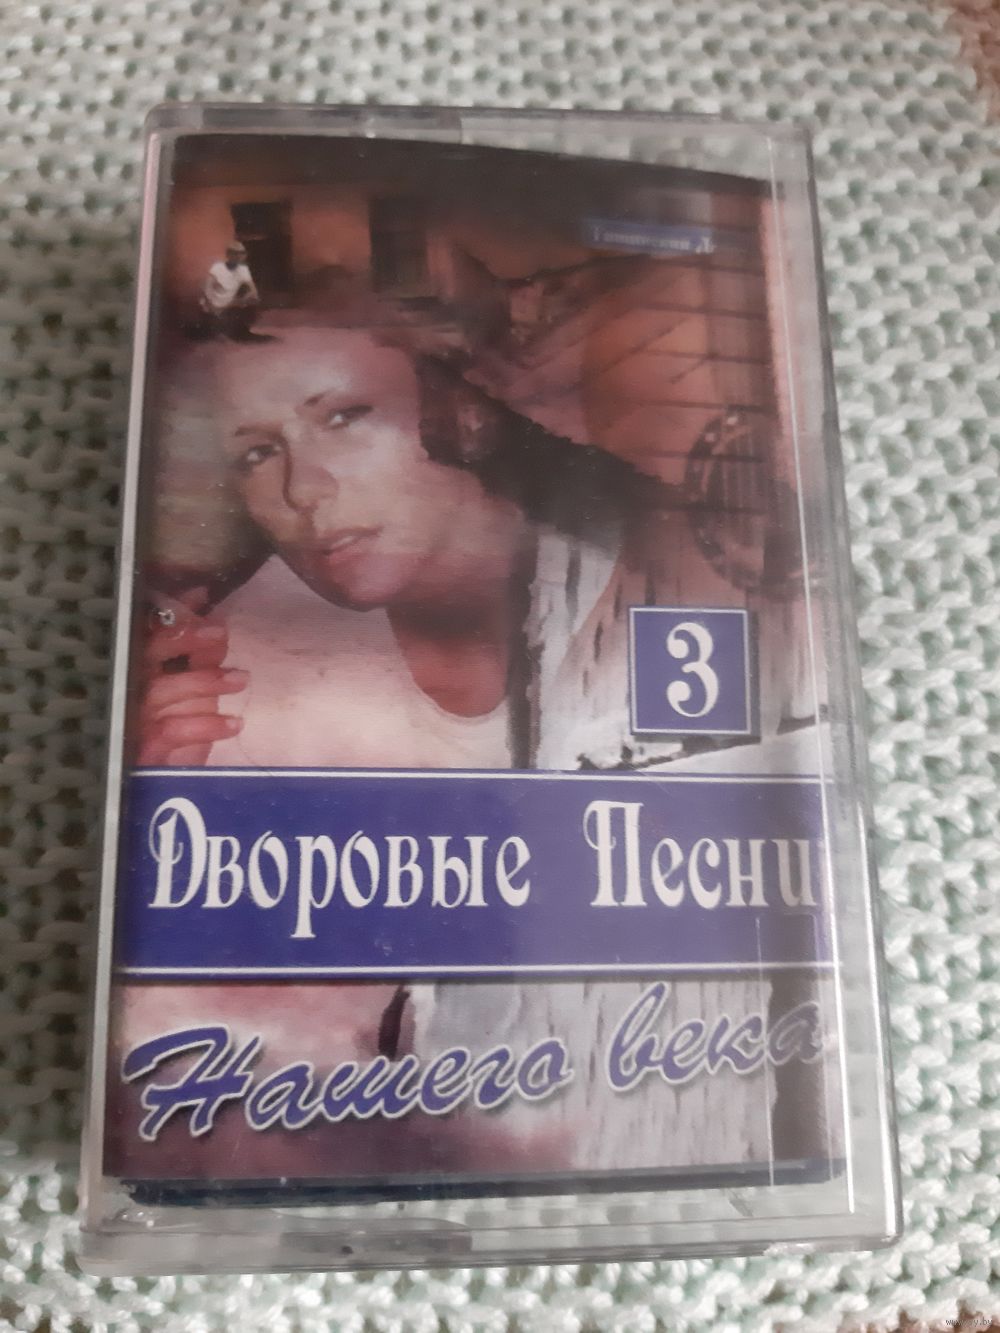 3
Дворовые Песни
Нашего века